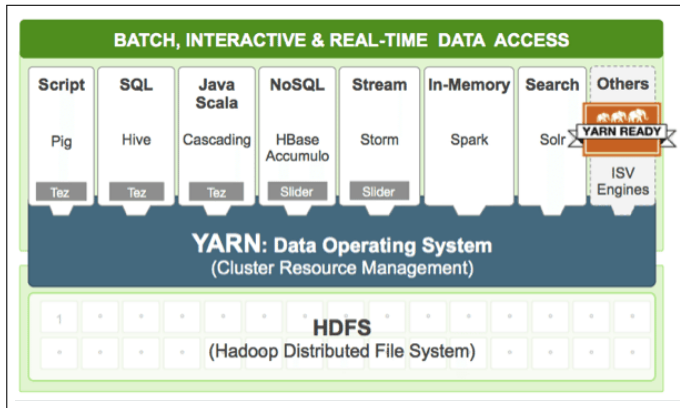 BATCH, INTERACTIVE & REAL-TIME DATA ACCESS
Script
Pig
Tez
SQL
Hive
Tez
Java
Scala
Cascading
Tez
NoSQL
HBase
Accumulo
Slider
Stream
Storm
Slider
In-Memory
Spark
Search
Solr
Others
YARN READY
ISV
Engines
YARN: Data Operating System
(Cluster Resource Management)
1
HDFS
(Hadoop Distributed File System)